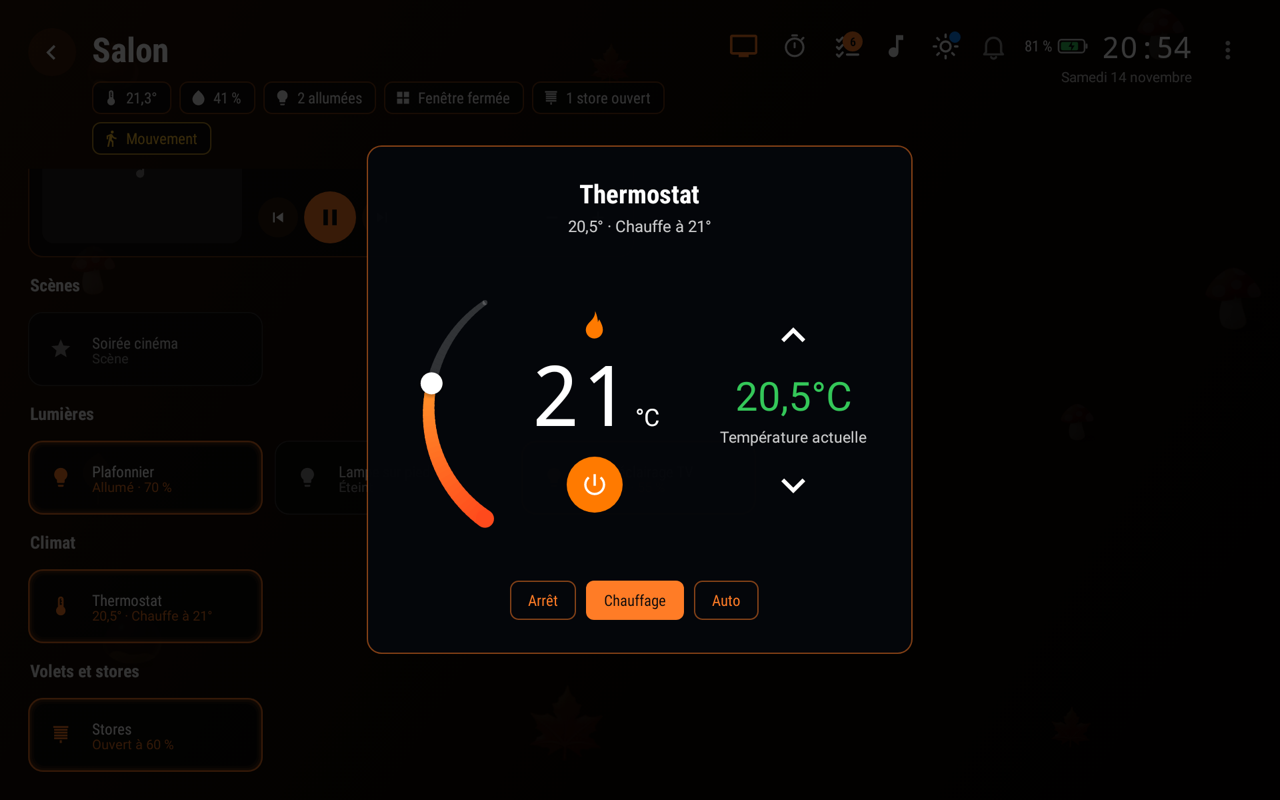 Salon
6
81 %
20:54
Samedi 14 novembre
21,3°
41 %
2 allumées
Fenêtre fermée
1 store ouvert
Mouvement
Thermostat
20,5° · Chauffe à 21°
21 °C
20,5°C
Température actuelle
Arrêt
Chauffage
Auto
Scènes
Soirée cinéma
Scène
Lumières
Plafonnier
Allumé · 70 %
Climat
Thermostat
20,5° · Chauffe à 21°
Volets et stores
Stores
Ouvert à 60 %